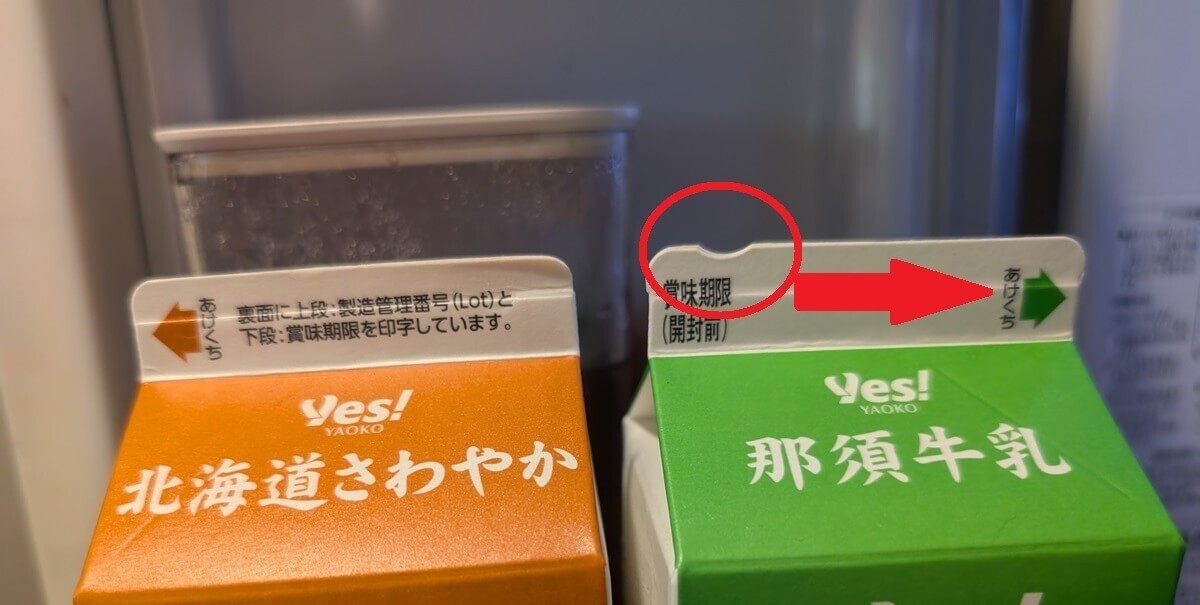 あけくち
裏面に上段:製造管理番号(Lot)と
下段:賞味期限を印字しています。
Yes!
YAOKO
北海道さわやか
賞味期限
(開封前)
あけくち
Yes!
YAOKO
那須牛乳